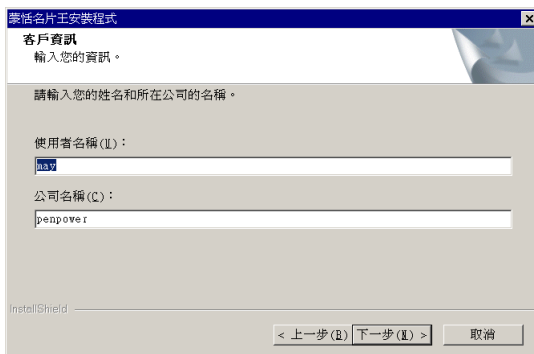 蒙恬名片王安裝程式
客戶資訊
輸入您的資訊。
請輸入您的姓名和所在公司的名稱。
使用者名稱(U)：
may
公司名稱(C)：
penpower
InstallShield
< 上一步(B) 下一步(N) > 取消